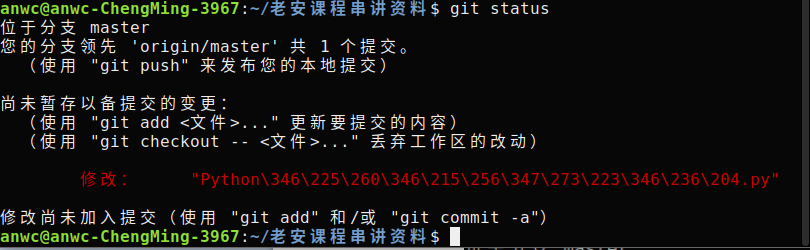 anwc@anwc-ChengMing-3967:~/老安课程串讲资料$ git status
位于分支 master
您的分支领先 'origin/master' 共 1 个提交。
（使用 "git push" 来发布您的本地提交）
尚未暂存以备提交的变更：
（使用 "git add <文件>..." 更新要提交的内容）
（使用 "git checkout -- <文件>..." 丢弃工作区的改动）
修改： "Python\346\225\260\346\215\256\347\273\223\346\236\204.py"
修改尚未加入提交（使用 "git add" 和/或 "git commit -a"）
anwc@anwc-ChengMing-3967:~/老安课程串讲资料$